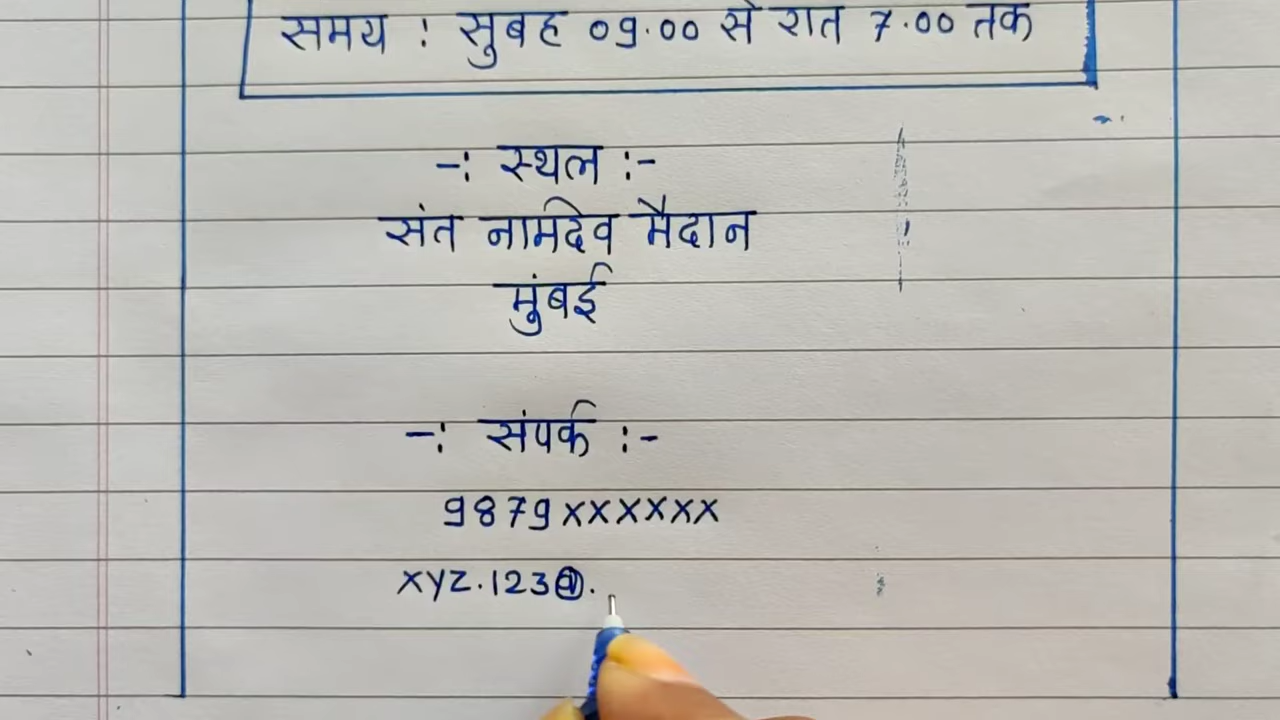 समय : सुबह 09.00 से रात 7.00 तक
-: स्थल :-
संत नामदेव मैदान
मुंबई
-: संपर्क :-
9879xxxxxx
xyz.123@.